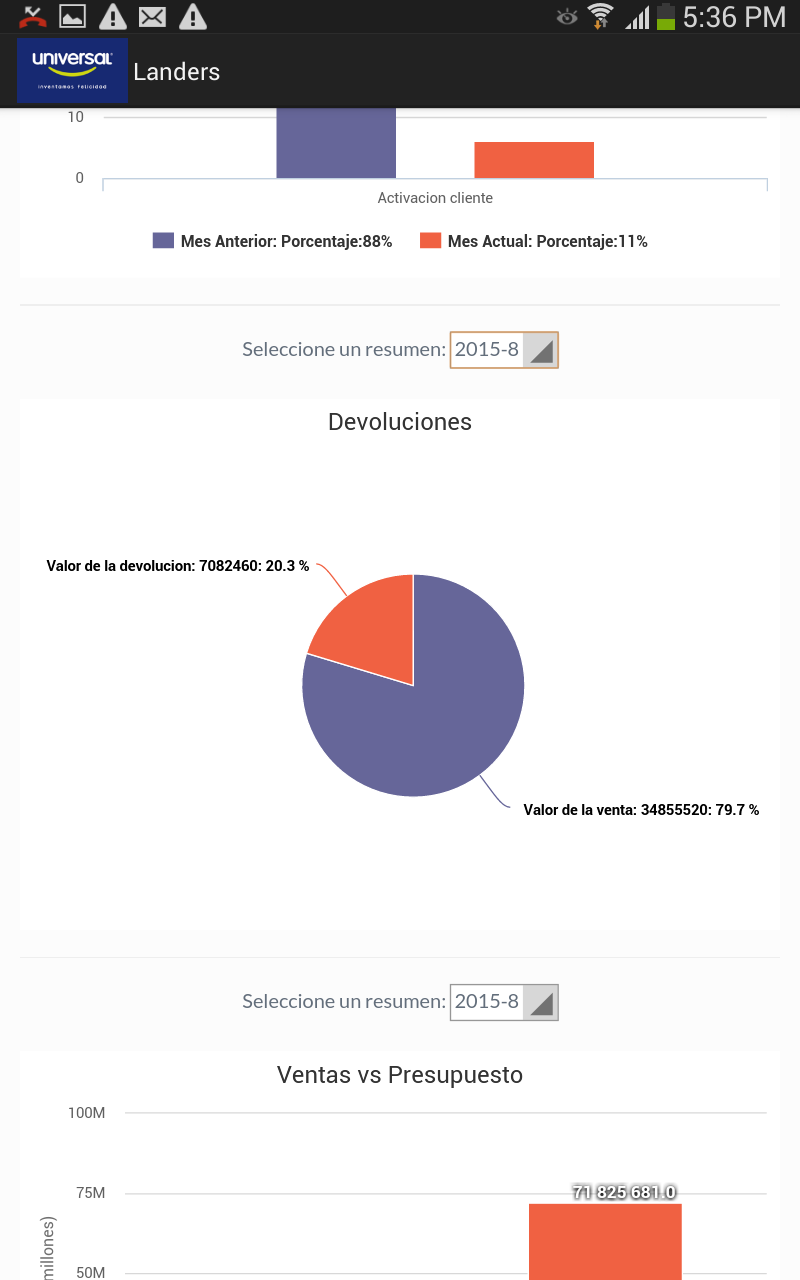 5:36 PM
universal
inventamos felicidad
Landers
10
0
Activacion cliente
Mes Anterior: Porcentaje:88% Mes Actual: Porcentaje:11%
Seleccione un resumen: 2015-8
Devoluciones
Valor de la devolucion: 7082460: 20.3 %
Valor de la venta: 34855520: 79.7 %
Seleccione un resumen: 2015-8
Ventas vs Presupuesto
100M
75M
71 825 681.0
50M
millones)